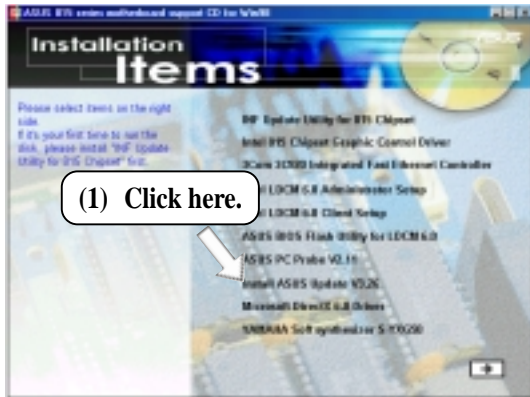 ASUS 815 series motherboard support CD for Win98
Installation
Items
Please select items on the right
side.
If it's your first time to run the
disk, please install "INF Update
Utility for 815 Chipset" first.
INF Update Utility for 815 Chipset
Intel 815 Chipset Graphic Control Driver
3Com 3C920 Integrated Fast Ethernet Controller
LDCM 6.0 Administrator Setup
(1) Click here.
LDCM 6.0 Client Setup
ASUS BIOS Flash Utility for LDCM 6.0
ASUS PC Probe V2.11
Install ASUS Update V3.26
Microsoft DirectX 6.0 Drivers
YAMAHA Soft synthesizer